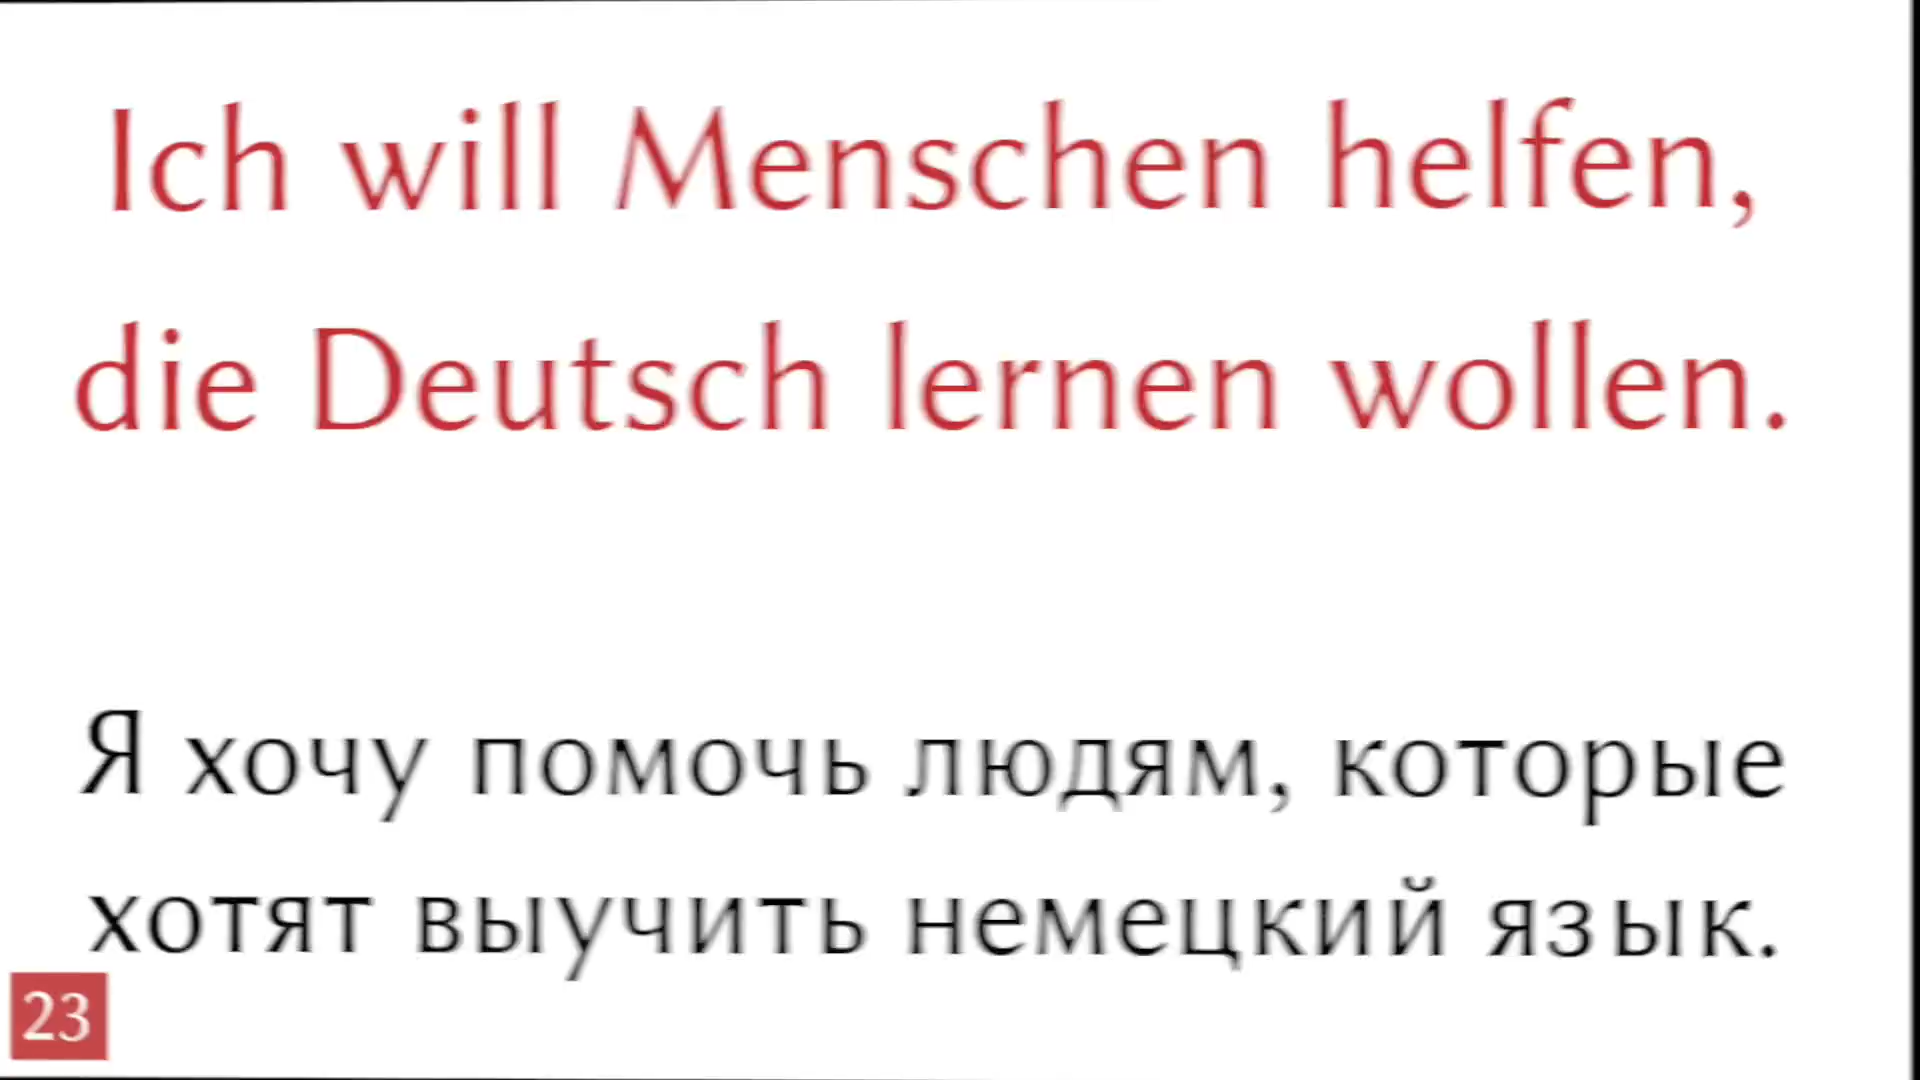 Ich will Menschen helfen,
die Deutsch lernen wollen.
Я хочу помочь людям, которые
хотят выучить немецкий язык.
23